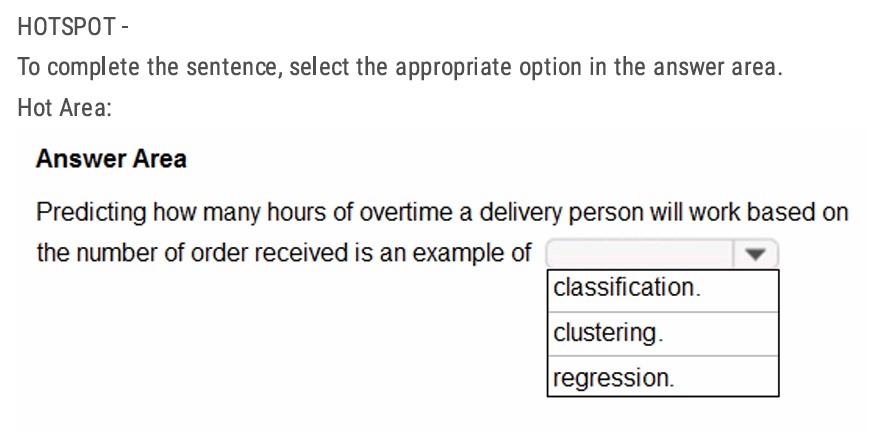 HOTSPOT -
To complete the sentence, select the appropriate option in the answer area.
Hot Area:
Answer Area
Predicting how many hours of overtime a delivery person will work based on
the number of order received is an example of
classification.
clustering.
regression.